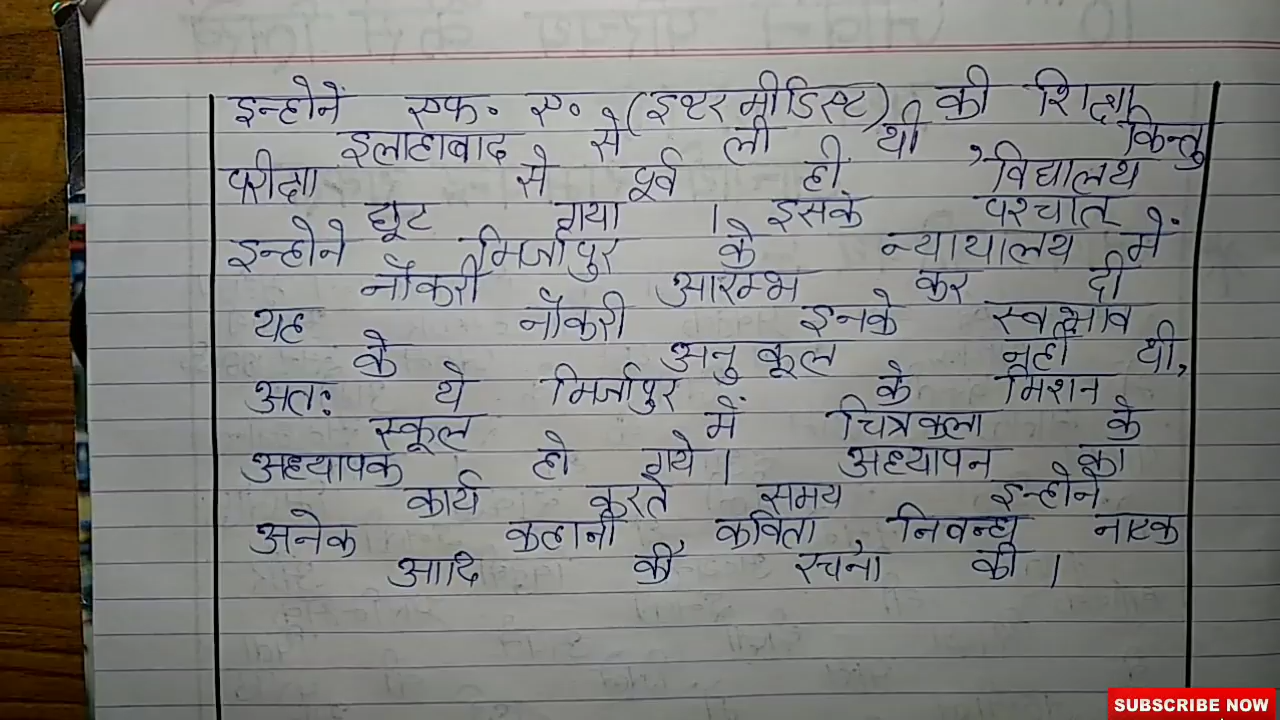 इन्होनें एफ० ए० (इण्टरमीडिएट) की शिक्षा
इलाहाबाद से ली थी, किन्तु
परीक्षा से पूर्व ही विद्यालय
छूट गया । इसके पश्चात्
इन्होने मिर्जापुर के न्यायालय में
नौकरी आरम्भ कर दी
यह नौकरी इनके स्वभाव
के अनुकूल नही थी,
अतः ये मिर्जापुर के मिशन
स्कूल में चित्रकला के
अध्यापक हो गये। अध्यापन का
कार्य करते समय इन्होने
अनेक कहानी कविता निवन्ध नाटक
आदि की रचना की ।
SUBSCRIBE NOW